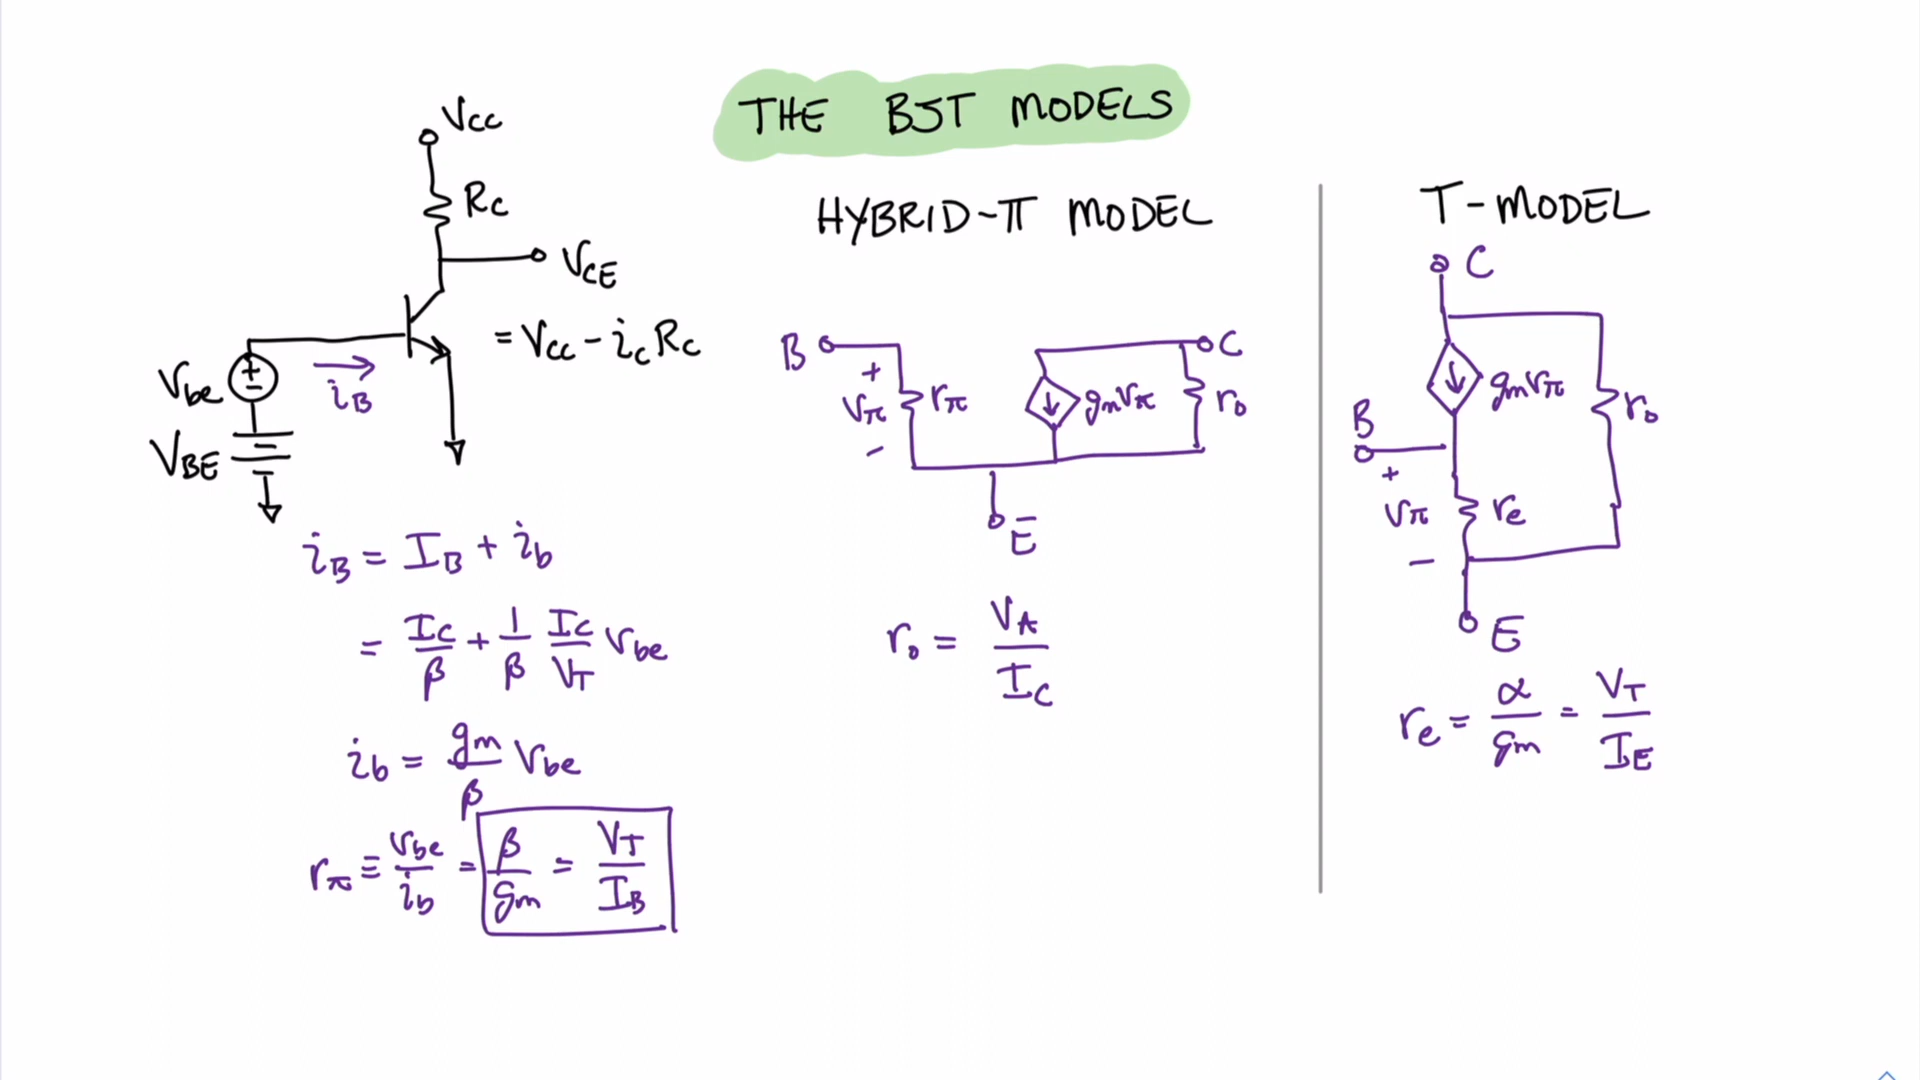 THE BJT MODELS
Vcc
Rc
VCE
= Vcc - icRc
Vbe
iB
VBE
iB = IB + ib
= Ic/β + 1/β Ic/VT Vbe
ib = gm/β Vbe
rπ ≡ Vbe/ib = β/gm = VT/IB
HYBRID-π MODEL
B
+
Vπ
-
rπ
gmVπ
ro
C
E
ro = VA/IC
T-MODEL
C
gmVπ
ro
B
+
Vπ
-
re
E
re = α/gm = VT/IE